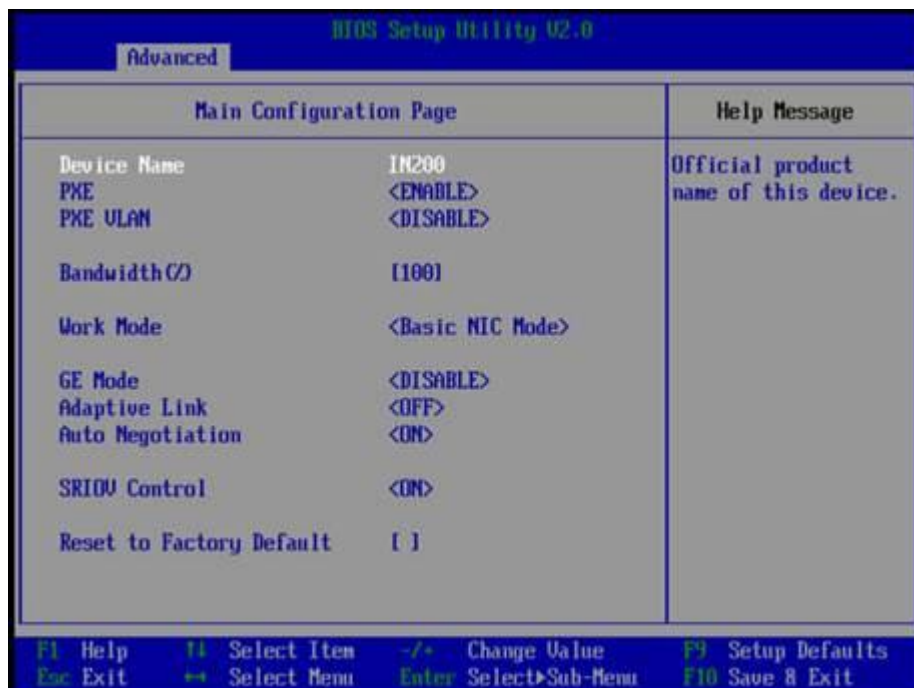 BIOS Setup Utility V2.0
Advanced
Main Configuration Page
Help Message
Device Name IN200
PXE <ENABLE>
PXE VLAN <DISABLE>
Bandwidth(%) [100]
Work Mode <Basic NIC Mode>
GE Mode <DISABLE>
Adaptive Link <OFF>
Auto Negotiation <ON>
SRIOV Control <ON>
Reset to Factory Default [ ]
Official product
name of this device.
F1 Help ↑↓ Select Item -/+ Change Value F9 Setup Defaults
Esc Exit ↔ Select Menu Enter Select▶Sub-Menu F10 Save & Exit